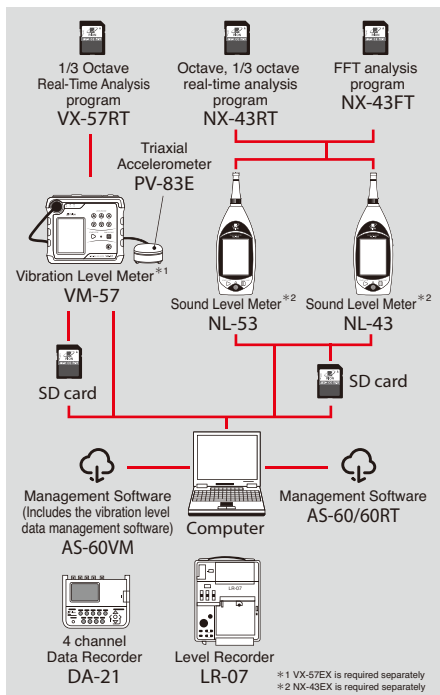 1/3 Octave
Real-Time Analysis
program
VX-57RT
Octave, 1/3 octave
real-time analysis
program
NX-43RT
FFT analysis
program
NX-43FT
Triaxial
Accelerometer
PV-83E
Vibration Level Meter*1
VM-57
Sound Level Meter*2
NL-53
Sound Level Meter*2
NL-43
SD card
SD card
Management Software
(Includes the vibration level
data management software)
AS-60VM
Computer
Management Software
AS-60/60RT
LR-07
4 channel
Data Recorder
DA-21
Level Recorder
LR-07
*1 VX-57EX is required separately
*2 NX-43EX is required separately